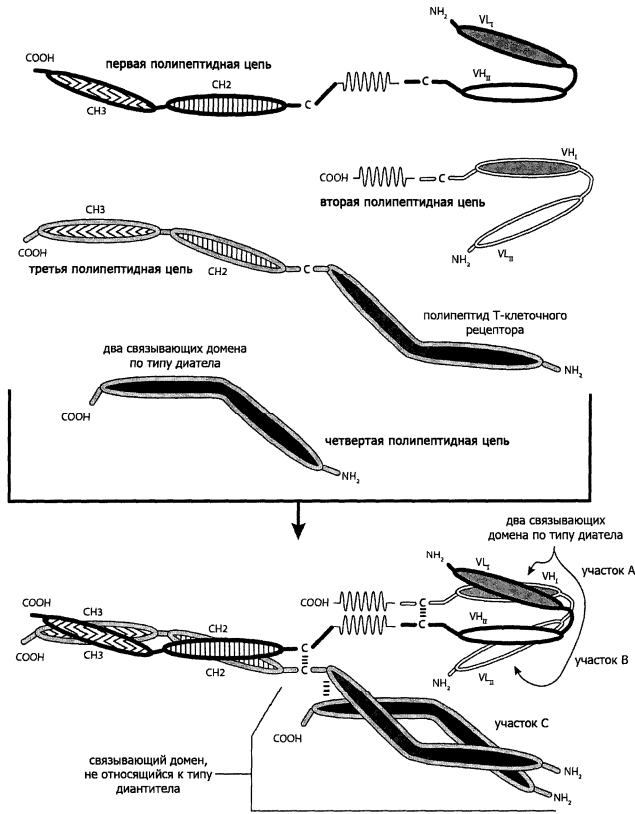 NH2
VLI
COOH
первая полипептидная цепь
CH2
C
C
VHII
CH3
VHI
COOH
C
вторая полипептидная цепь
CH3
VLII
NH2
COOH
третья полипептидная цепь
CH2
C
полипептид Т-клеточного
рецептора
два связывающих домена
по типу диатела
NH2
COOH
четвертая полипептидная цепь
NH2
два связывающих
домена по типу диатела
NH2
VLI
участок А
VHI
COOH
CH3
COOH
C
CH2
VHII
C
COOH
CH3
C
участок В
CH2
C
VLII
NH2
участок С
COOH
связывающий домен,
не относящийся к типу
диантитела
NH2
NH2